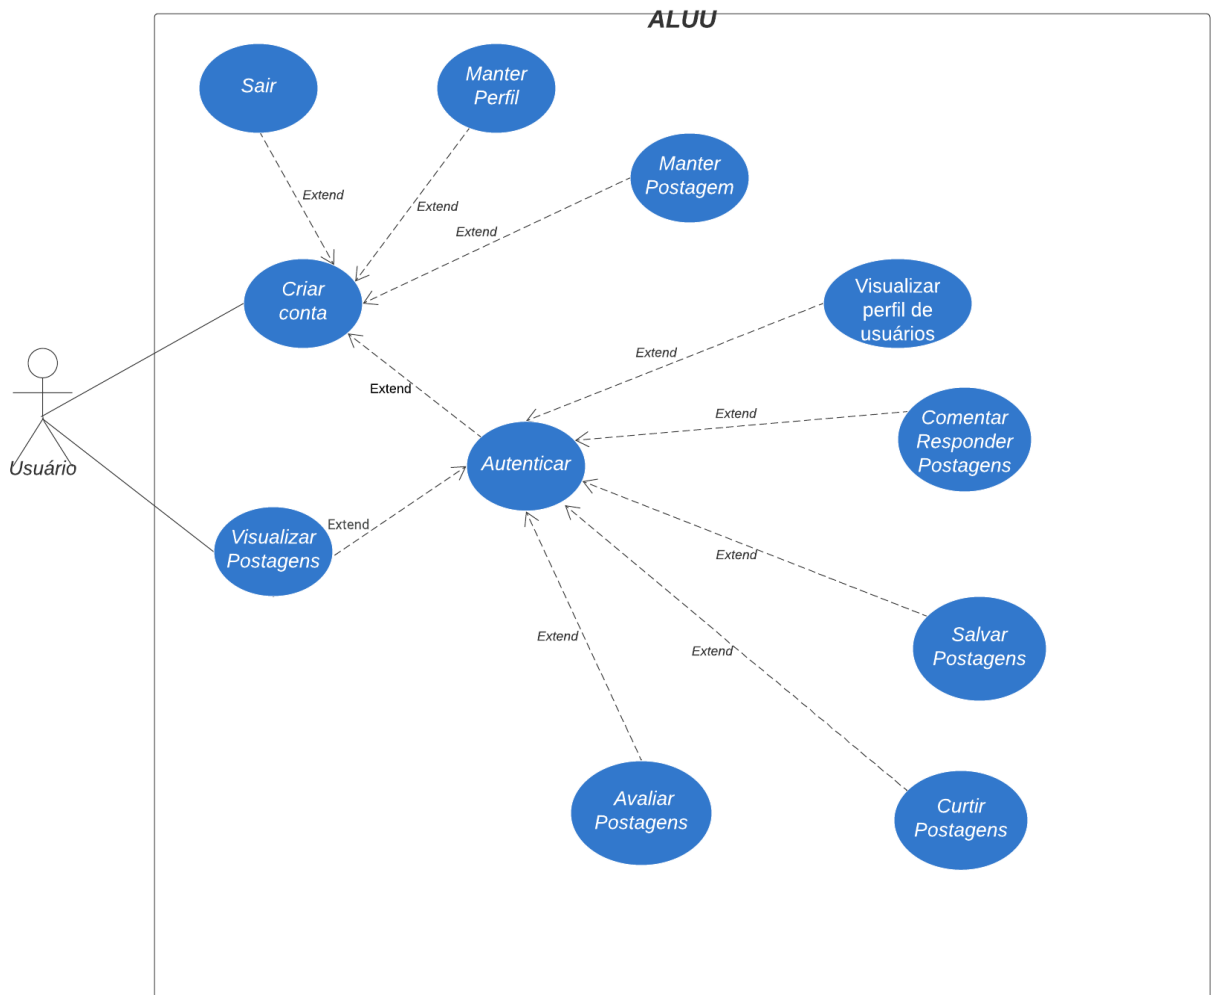 ALUU
Sair
Manter
Perfil
Manter
Postagem
Extend
Extend
Extend
Criar
conta
Visualizar
perfil de
usuários
Extend
Extend
Comentar
Responder
Postagens
Extend
Usuário
Autenticar
Extend
Visualizar
Postagens
Extend
Salvar
Postagens
Extend
Extend
Avaliar
Postagens
Curtir
Postagens